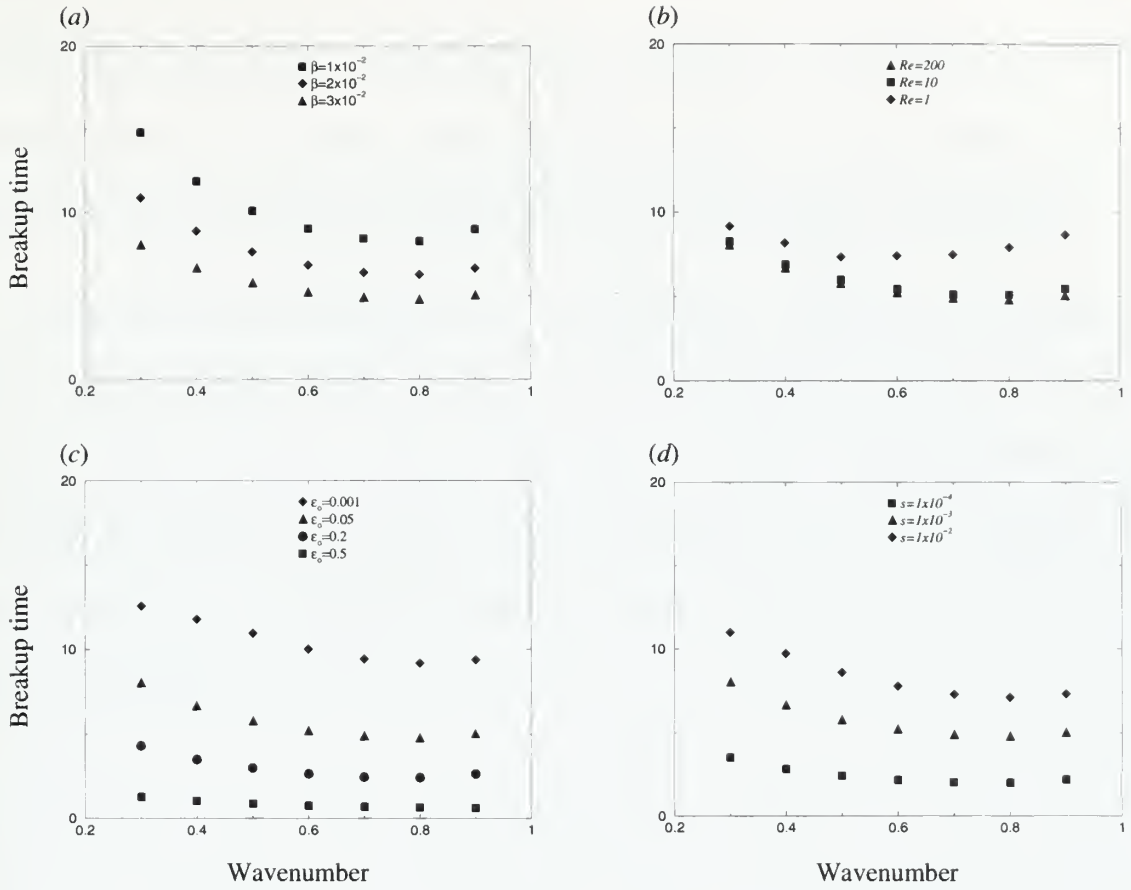 (a)
20
10
0
0.2
0.4
0.6
0.8
1
β=1x10⁻²
β=2x10⁻²
β=3x10⁻²
Breakup time
(b)
20
10
0
0.2
0.4
0.6
0.8
1
Re=200
Re=10
Re=1
(c)
20
10
0
0.2
0.4
0.6
0.8
1
ε₀=0.001
ε₀=0.05
ε₀=0.2
ε₀=0.5
Breakup time
Wavenumber
(d)
20
10
0
0.2
0.4
0.6
0.8
1
s=1x10⁻⁴
s=1x10⁻³
s=1x10⁻²
Wavenumber